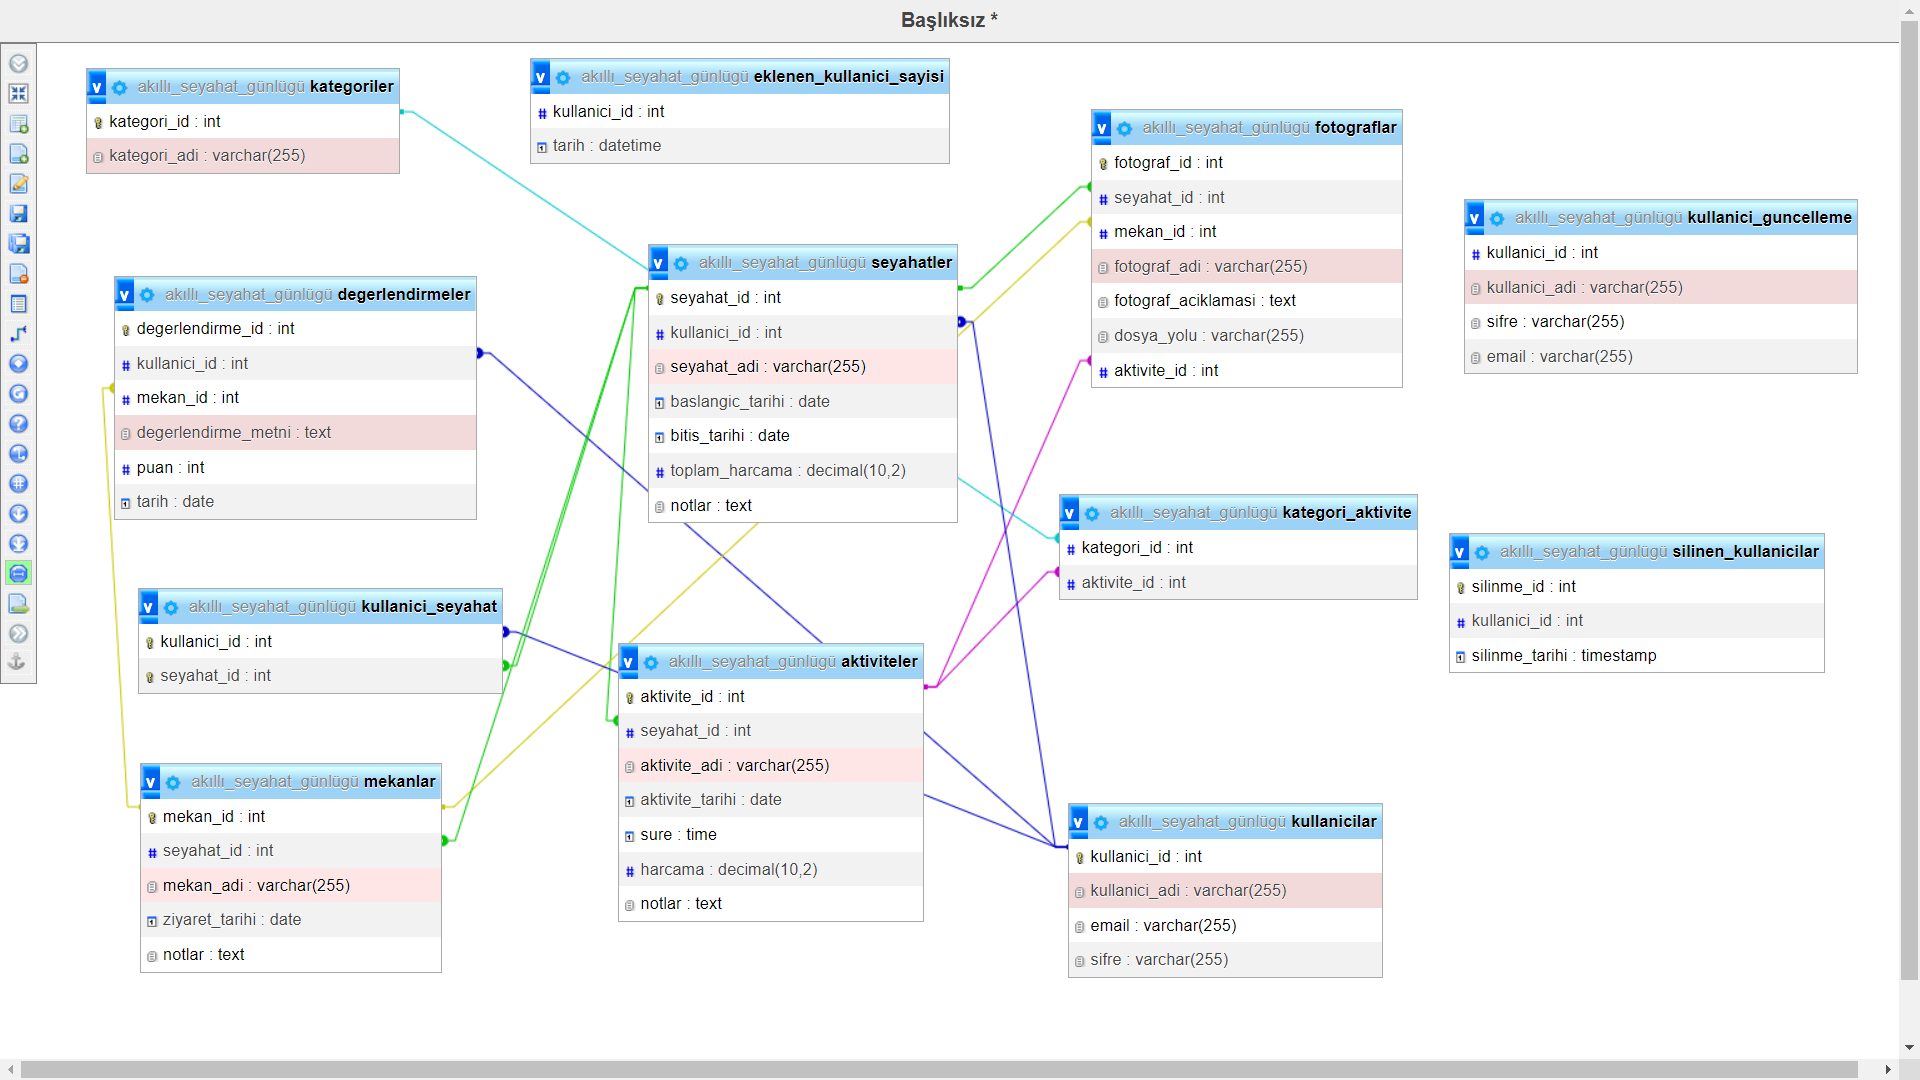 Başlıksız *
akıllı_seyahat_günlüğü kategoriler
kategori_id : int
kategori_adi : varchar(255)
akıllı_seyahat_günlüğü eklenen_kullanici_sayisi
kullanici_id : int
tarih : datetime
akıllı_seyahat_günlüğü fotograflar
fotograf_id : int
seyahat_id : int
mekan_id : int
fotograf_adi : varchar(255)
fotograf_aciklamasi : text
dosya_yolu : varchar(255)
aktivite_id : int
akıllı_seyahat_günlüğü kullanici_guncelleme
kullanici_id : int
kullanici_adi : varchar(255)
sifre : varchar(255)
email : varchar(255)
akıllı_seyahat_günlüğü seyahatler
seyahat_id : int
kullanici_id : int
seyahat_adi : varchar(255)
baslangic_tarihi : date
bitis_tarihi : date
toplam_harcama : decimal(10,2)
notlar : text
akıllı_seyahat_günlüğü degerlendirmeler
degerlendirme_id : int
kullanici_id : int
mekan_id : int
degerlendirme_metni : text
puan : int
tarih : date
akıllı_seyahat_günlüğü kategori_aktivite
kategori_id : int
aktivite_id : int
akıllı_seyahat_günlüğü silinen_kullanicilar
silinme_id : int
kullanici_id : int
silinme_tarihi : timestamp
akıllı_seyahat_günlüğü kullanici_seyahat
kullanici_id : int
seyahat_id : int
akıllı_seyahat_günlüğü aktiviteler
aktivite_id : int
seyahat_id : int
aktivite_adi : varchar(255)
aktivite_tarihi : date
sure : time
harcama : decimal(10,2)
notlar : text
akıllı_seyahat_günlüğü mekanlar
mekan_id : int
seyahat_id : int
mekan_adi : varchar(255)
ziyaret_tarihi : date
notlar : text
akıllı_seyahat_günlüğü kullanicilar
kullanici_id : int
kullanici_adi : varchar(255)
email : varchar(255)
sifre : varchar(255)